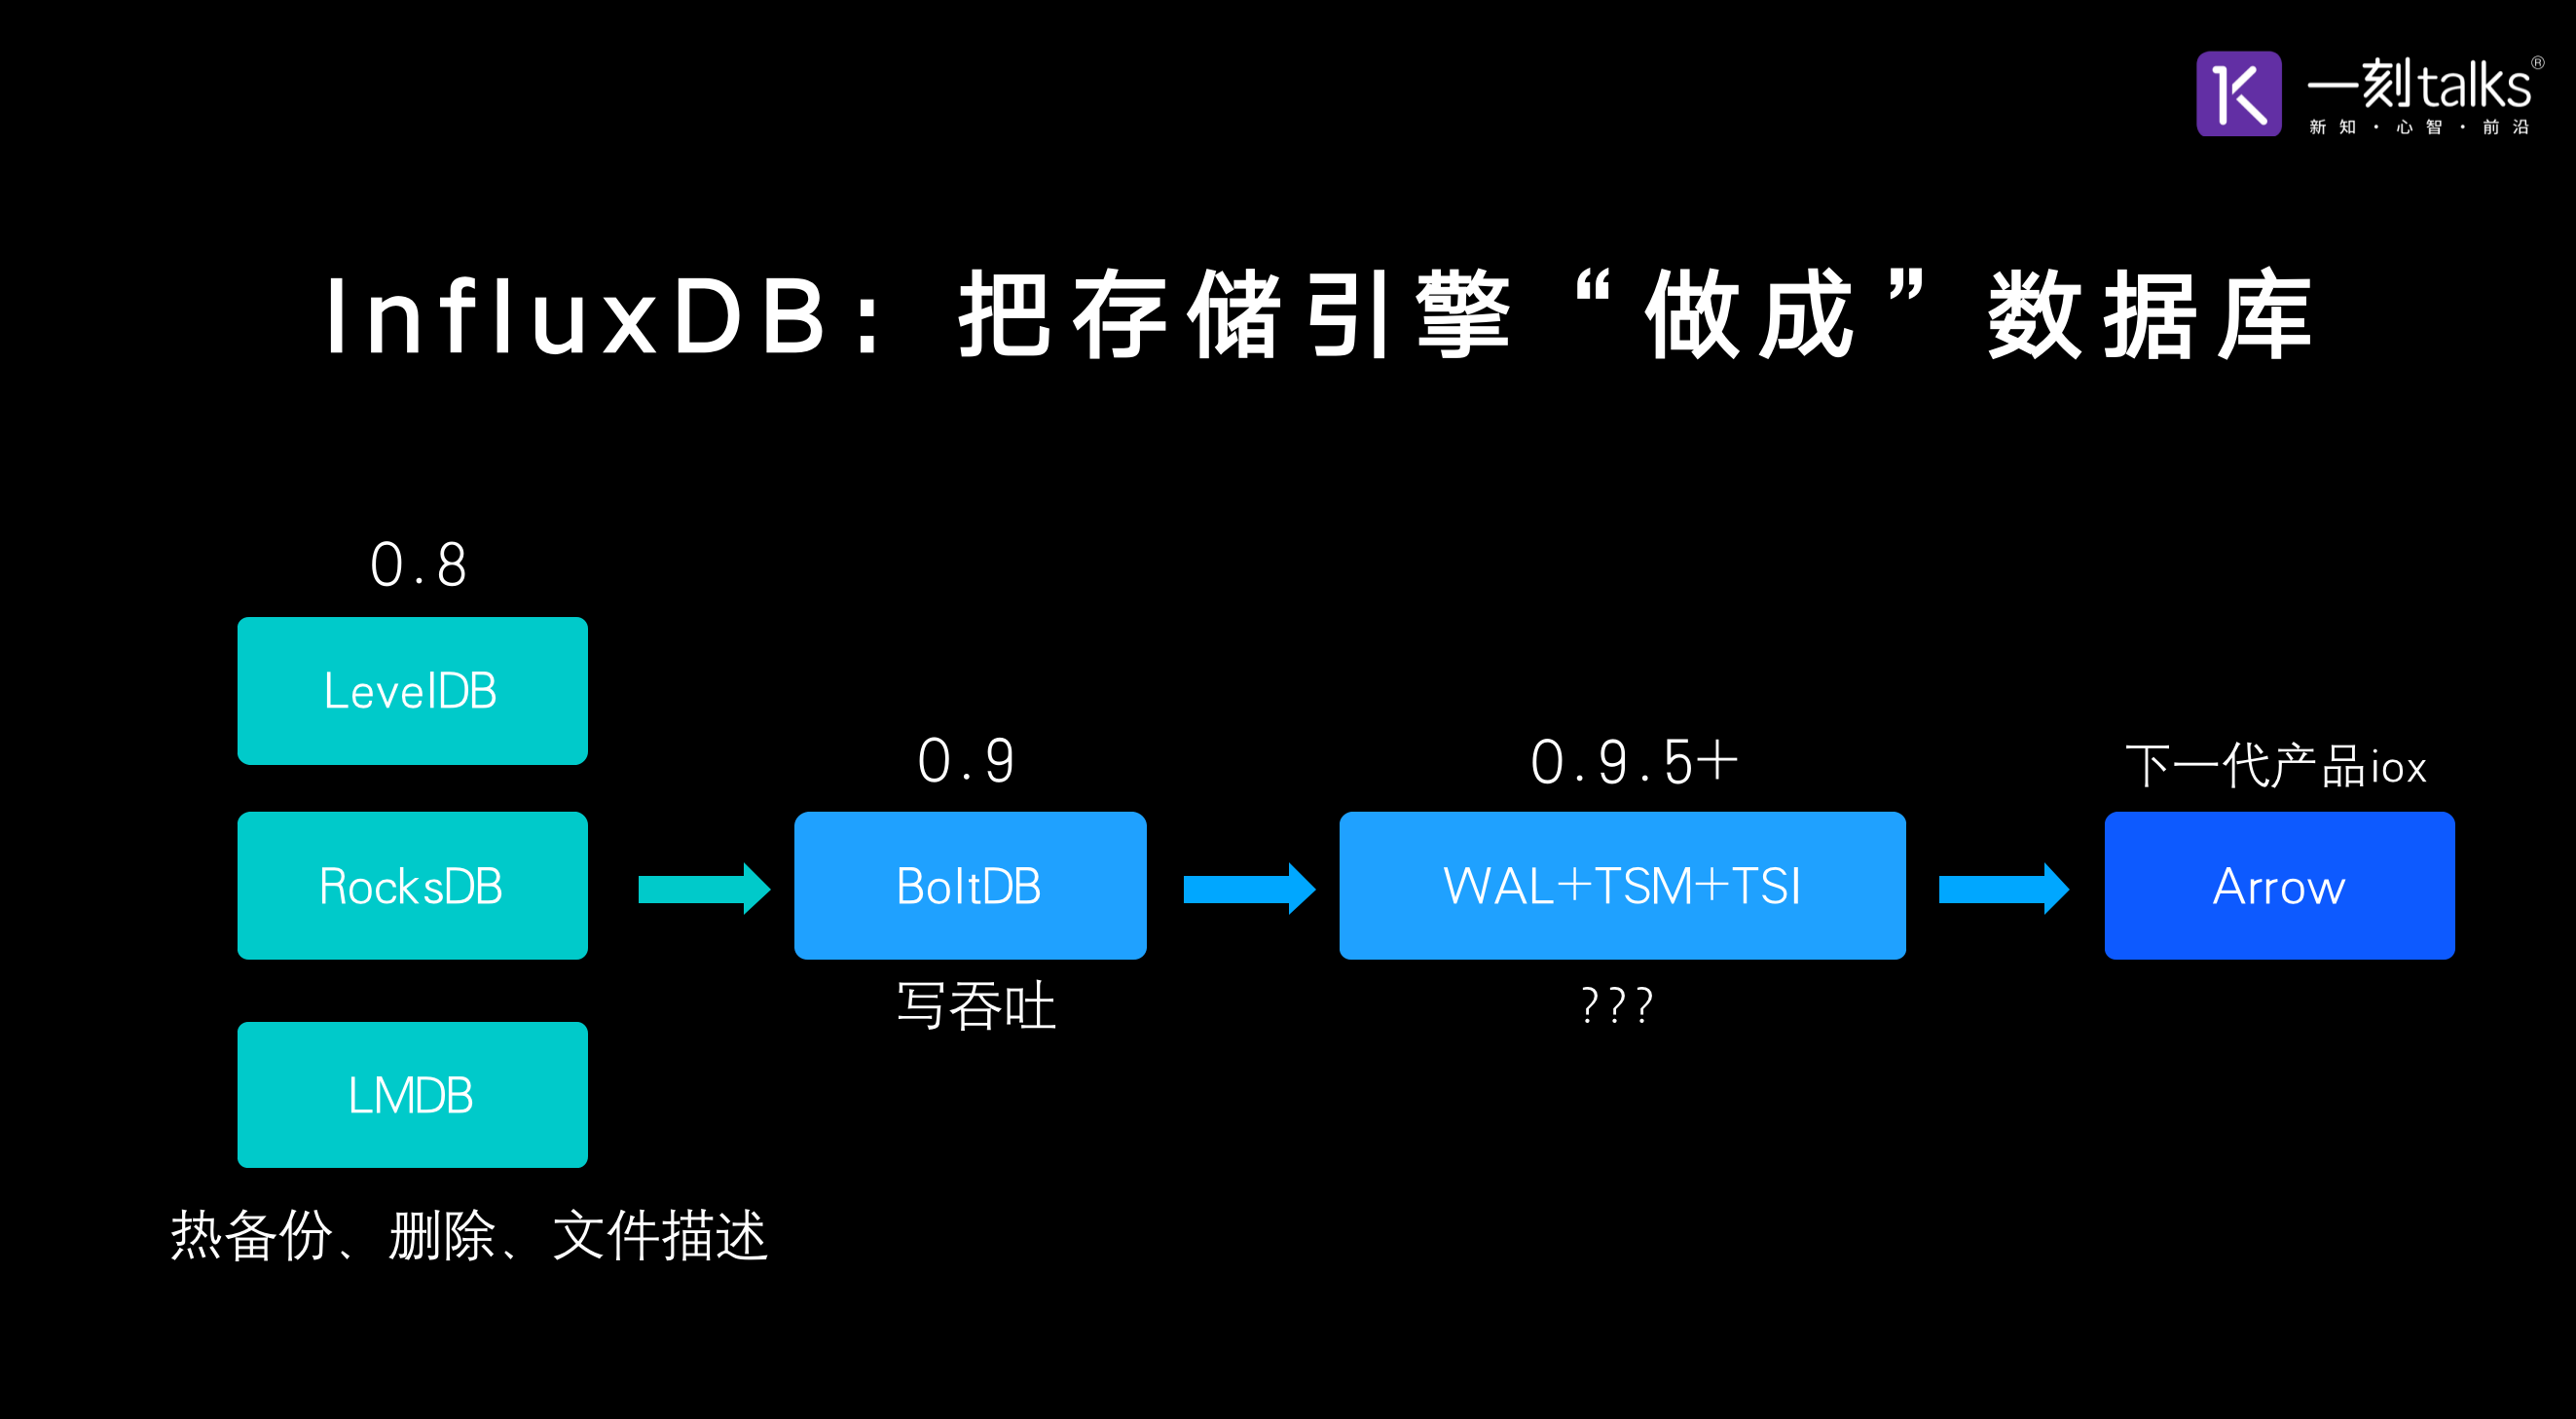 一刻talks®
新知·心智·前沿
InfluxDB：把存储引擎“做成”数据库
0.8
LevelDB
RocksDB
LMDB
热备份、删除、文件描述
0.9
BoltDB
写吞吐
0.9.5+
WAL+TSM+TSI
???
下一代产品iox
Arrow